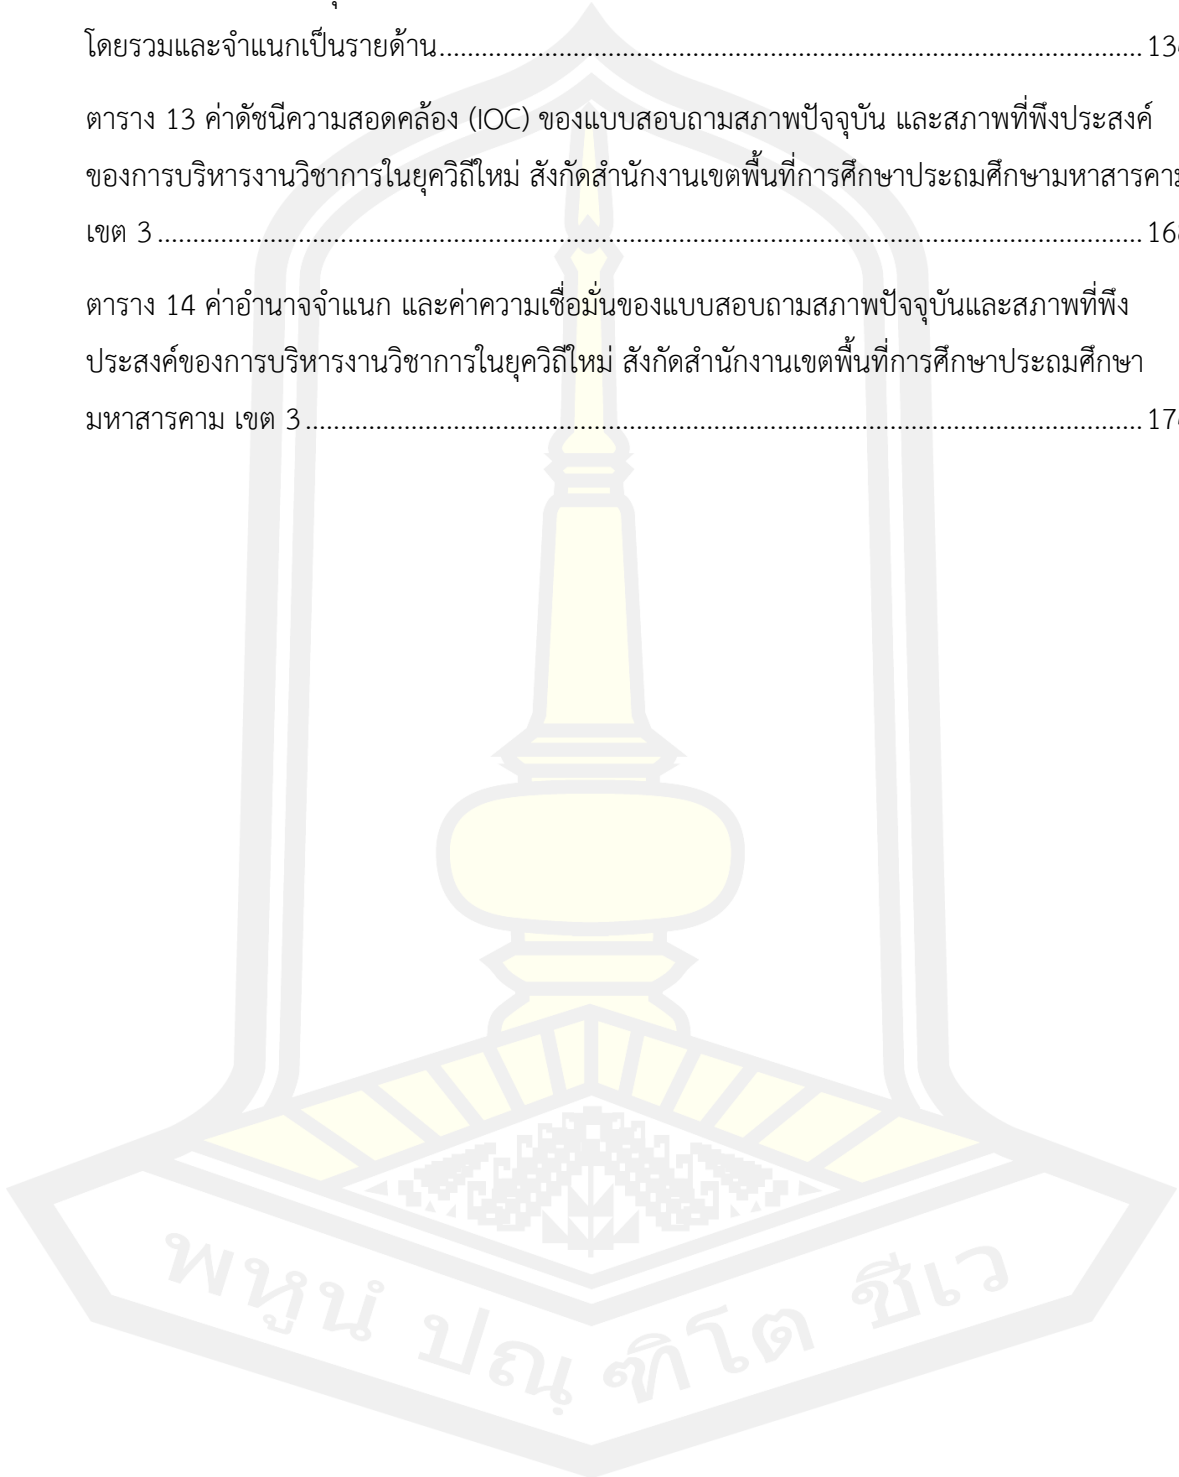 โดยรวมและจำแนกเป็นรายด้าน.......... 13
ตาราง 13 ค่าดัชนีความสอดคล้อง (IOC) ของแบบสอบถามสภาพปัจจุบัน และสภาพที่พึงประสงค์
ของการบริหารงานวิชาการในยุควิถีใหม่ สังกัดสำนักงานเขตพื้นที่การศึกษาประถมศึกษามหาสารคาม
เขต 3.......... 16
ตาราง 14 ค่าอำนาจจำแนก และค่าความเชื่อมั่นของแบบสอบถามสภาพปัจจุบันและสภาพที่พึง
ประสงค์ของการบริหารงานวิชาการในยุควิถีใหม่ สังกัดสำนักงานเขตพื้นที่การศึกษาประถมศึกษา
มหาสารคาม เขต 3.......... 17
พหูนํ ปณฺฑิโต ชีเว